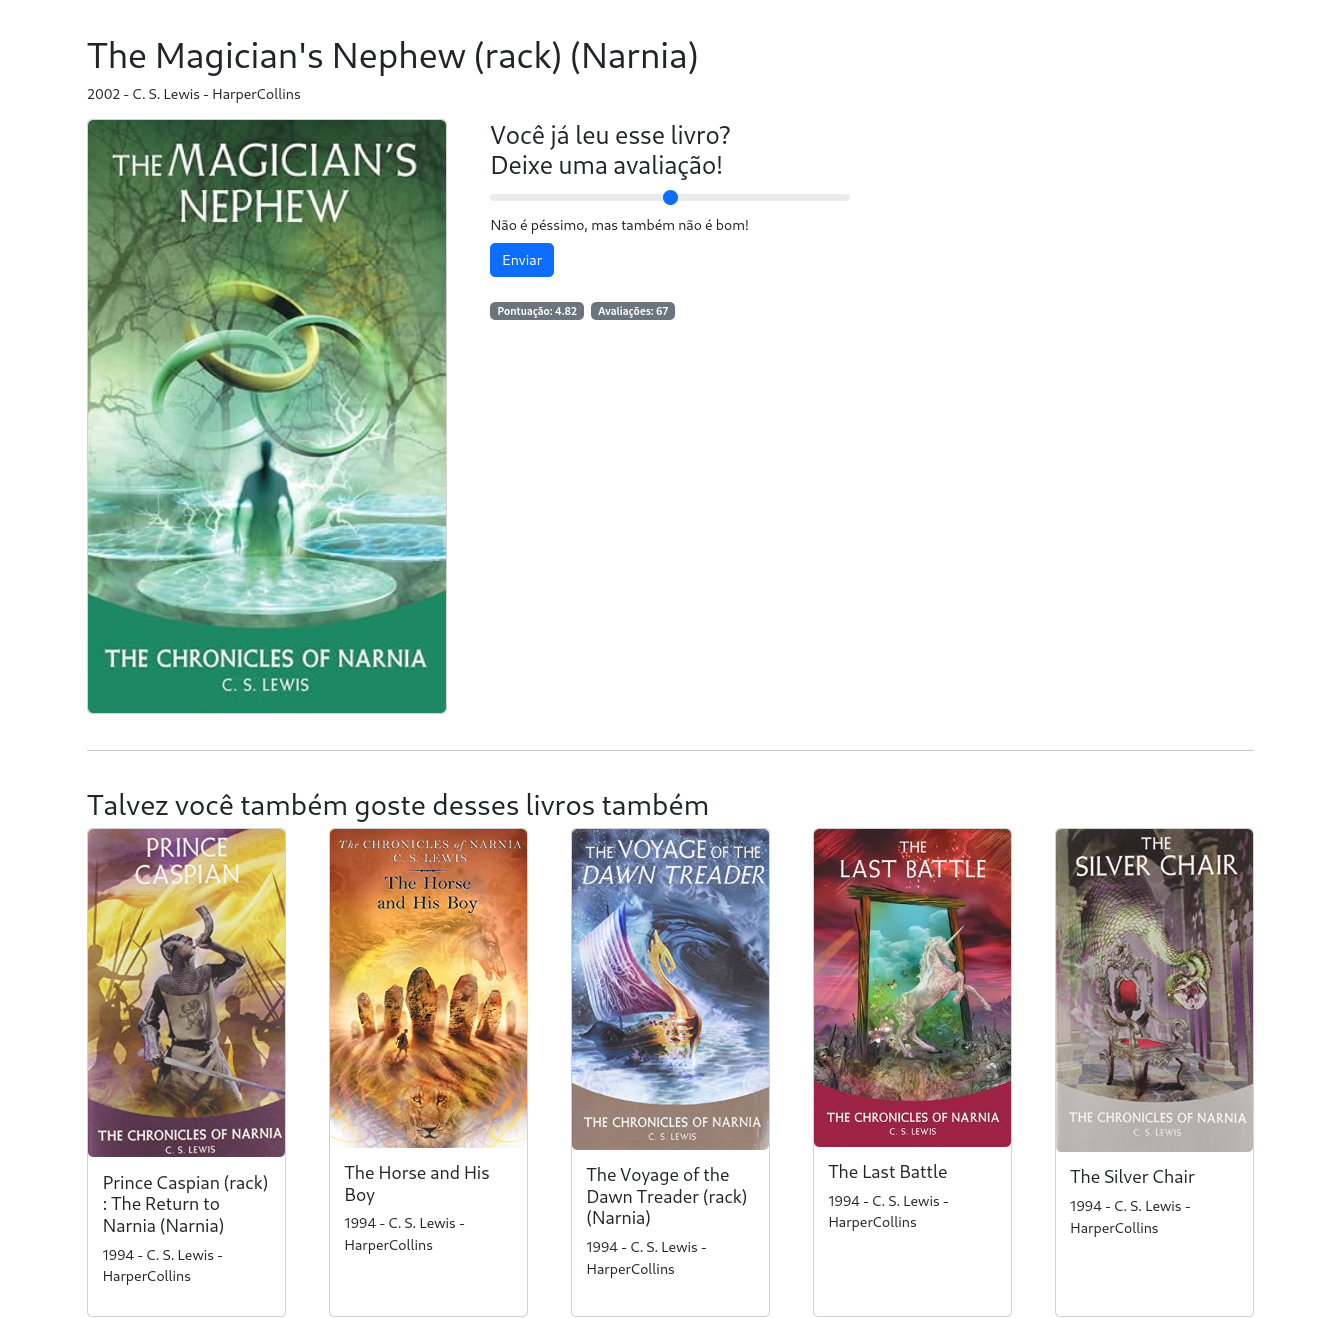 The Magician's Nephew (rack) (Narnia)
2002 - C. S. Lewis - HarperCollins
THE MAGICIAN'S
NEPHEW
THE CHRONICLES OF NARNIA
C. S. LEWIS
Você já leu esse livro?
Deixe uma avaliação!
Não é péssimo, mas também não é bom!
Enviar
Pontuação: 4.82 Avaliações: 67
Talvez você também goste desses livros também
PRINCE
CASPIAN
THE CHRONICLES OF NARNIA
C. S. LEWIS
Prince Caspian (rack)
: The Return to
Narnia (Narnia)
1994 - C. S. Lewis -
HarperCollins
The CHRONICLES of NARNIA
C. S. LEWIS
The Horse
and His Boy
The Horse and His
Boy
1994 - C. S. Lewis -
HarperCollins
THE VOYAGE OF THE
DAWN TREADER
THE CHRONICLES OF NARNIA
C. S. LEWIS
The Voyage of the
Dawn Treader (rack)
(Narnia)
1994 - C. S. Lewis -
HarperCollins
THE
LAST BATTLE
THE CHRONICLES OF NARNIA
C. S. LEWIS
The Last Battle
1994 - C. S. Lewis -
HarperCollins
THE
SILVER CHAIR
THE CHRONICLES OF NARNIA
C. S. LEWIS
The Silver Chair
1994 - C. S. Lewis -
HarperCollins